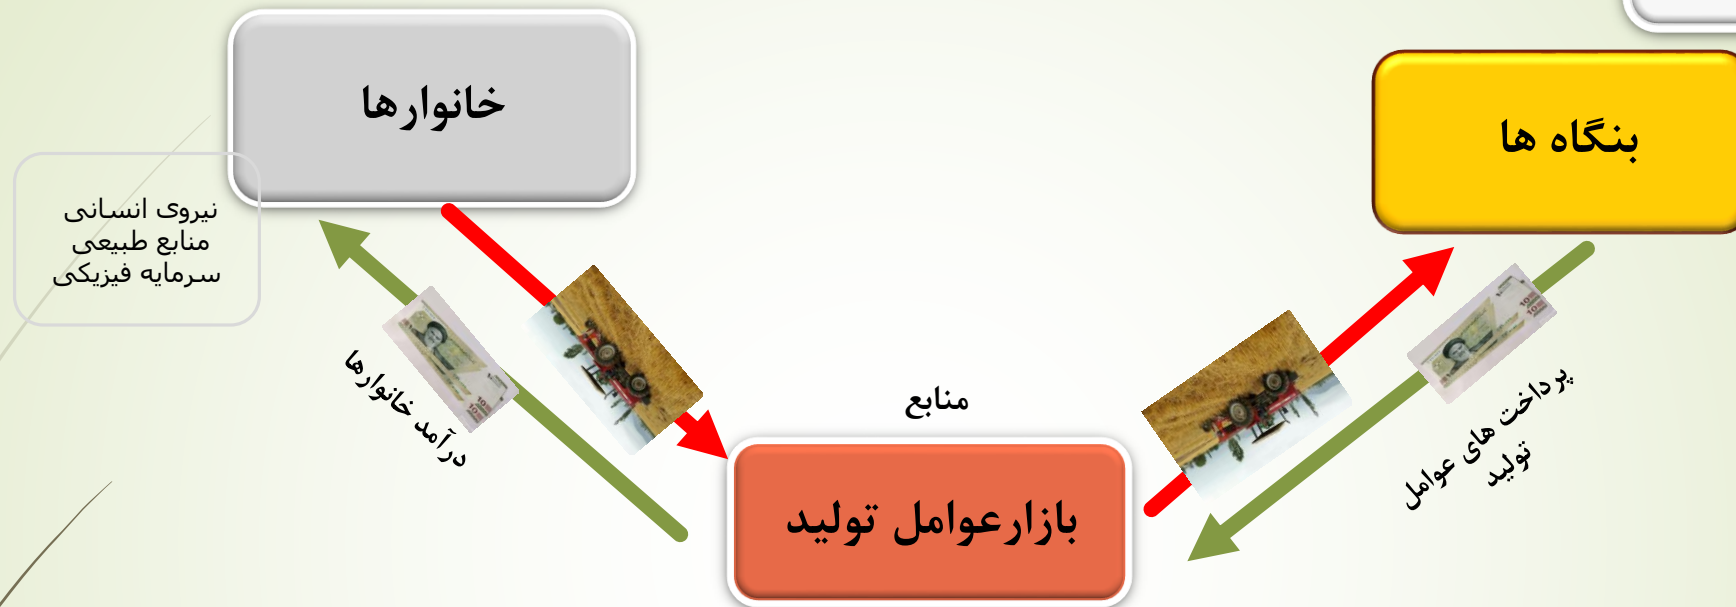 خانوارها
بنگاه ها
نیروی انسانی
منابع طبیعی
سرمایه فیزیکی
درآمد خانوارها
منابع
پرداخت های عوامل
تولید
بازارعوامل تولید